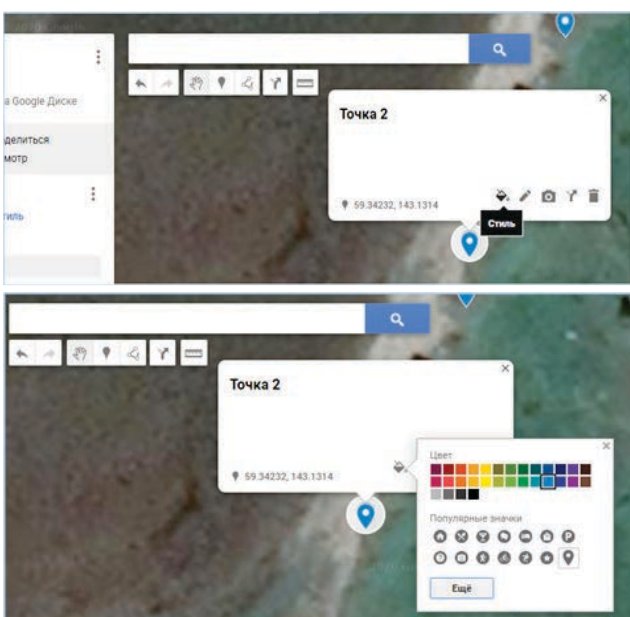 а Google Диске
делиться
мотр
тиль
Точка 2
59.34232, 143.1314
Стиль
Точка 2
59.34232, 143.1314
Цвет
Популярные значки
P
Ещё